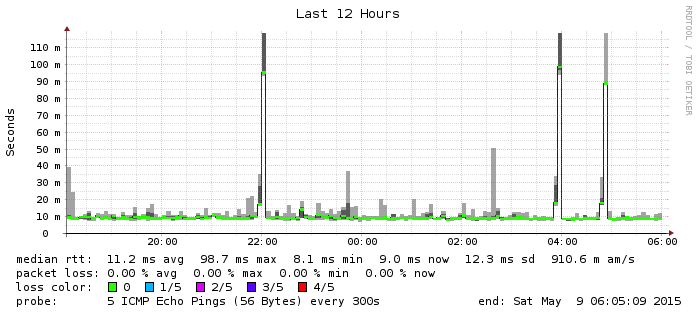 Last 12 Hours
RRDTOOL / TOBI OETIKER
Seconds
110 m
100 m
90 m
80 m
70 m
60 m
50 m
40 m
30 m
20 m
10 m
0
20:00 22:00 00:00 02:00 04:00 06:00
median rtt: 11.2 ms avg 98.7 ms max 8.1 ms min 9.0 ms now 12.3 ms sd 910.6 m am/s
packet loss: 0.00 % avg 0.00 % max 0.00 % min 0.00 % now
loss color: 0 1/5 2/5 3/5 4/5
probe: 5 ICMP Echo Pings (56 Bytes) every 300s end: Sat May 9 06:05:09 2015